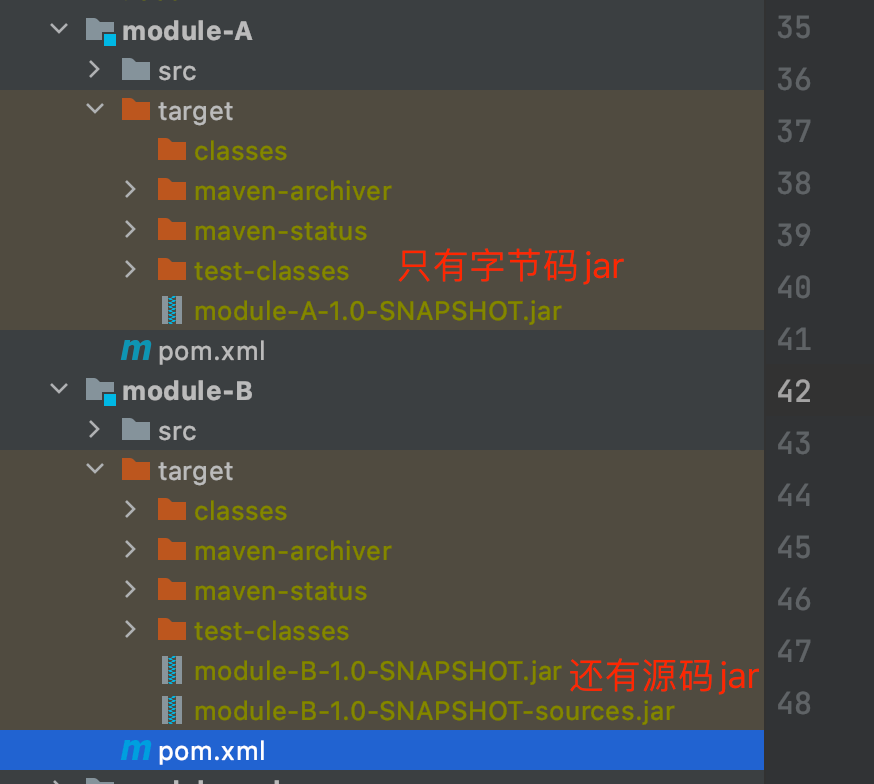 module-A
35
src
36
target
37
classes
maven-archiver
38
maven-status
39
test-classes
只有字节码jar
40
module-A-1.0-SNAPSHOT.jar
m pom.xml
41
module-B
42
src
43
target
44
classes
maven-archiver
45
maven-status
46
test-classes
47
module-B-1.0-SNAPSHOT.jar
还有源码jar
module-B-1.0-SNAPSHOT-sources.jar
48
m pom.xml